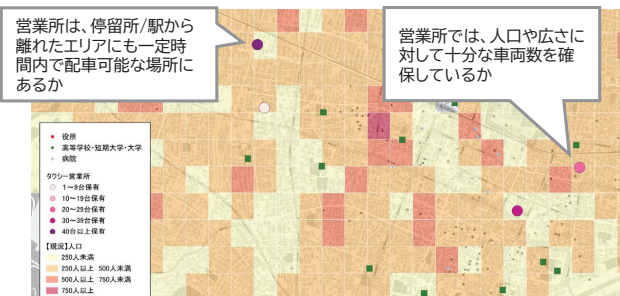 営業所は、停留所/駅から
離れたエリアにも一定時
間内で配車可能な場所に
あるか
営業所では、人口や広さに
対して十分な車両数を確
保しているか
役所
高等学校・短期大学・大学
病院
タクシー営業所
1～9台保有
10～19台保有
20～29台保有
30～39台保有
40台以上保有
【現況】人口
250人未満
250人以上 500人未満
500人以上 750人未満
750人以上